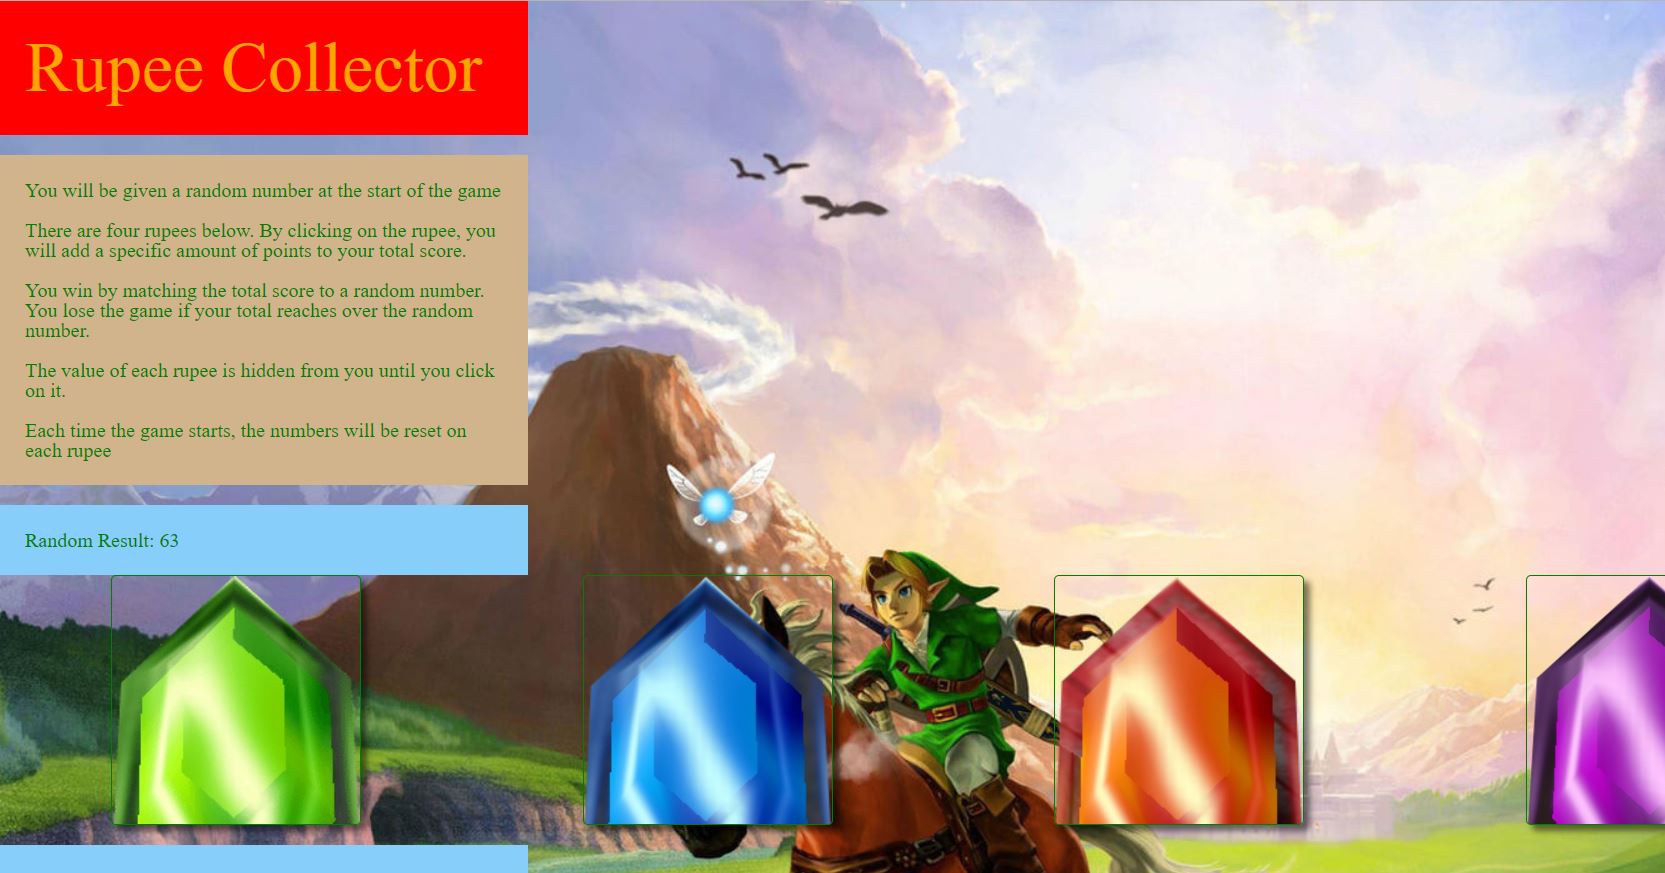 Rupee Collector
You will be given a random number at the start of the game
There are four rupees below. By clicking on the rupee, you
will add a specific amount of points to your total score.
You win by matching the total score to a random number.
You lose the game if your total reaches over the random
number.
The value of each rupee is hidden from you until you click
on it.
Each time the game starts, the numbers will be reset on
each rupee
Random Result: 63